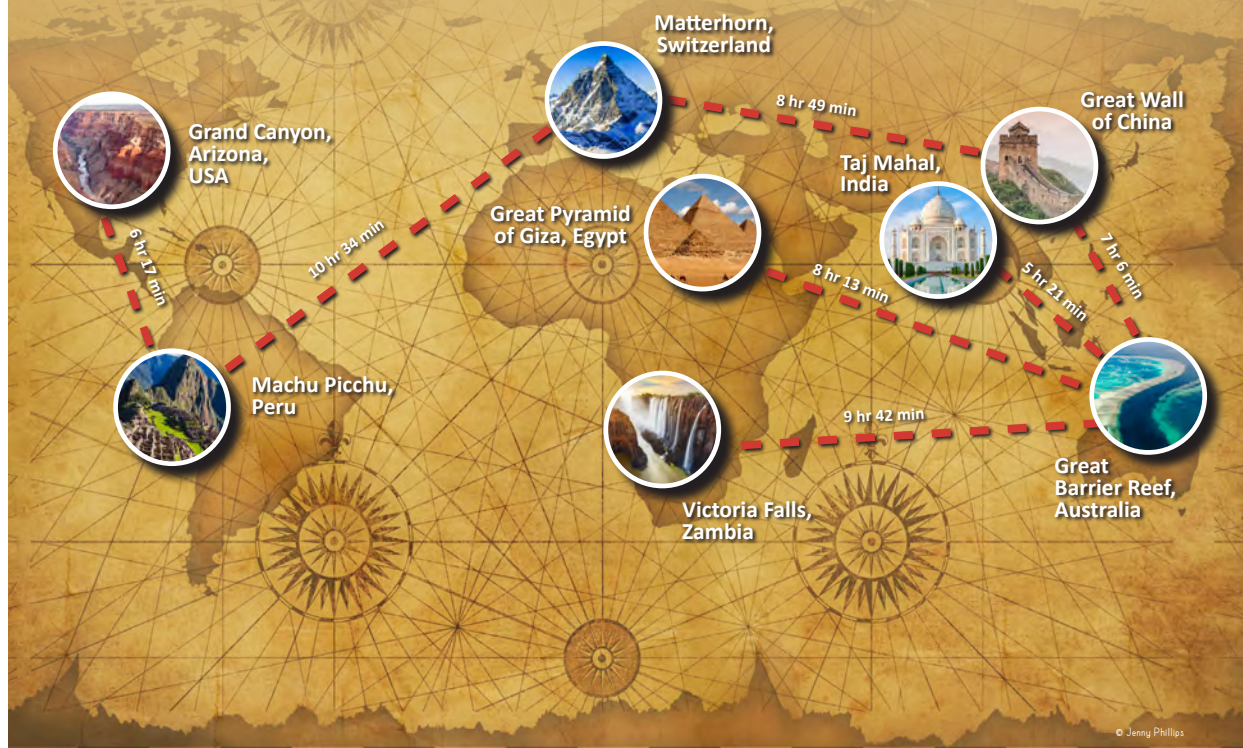 Matterhorn,
Switzerland
8 hr 49 min
Great Wall
of China
Grand Canyon,
Arizona,
USA
Taj Mahal,
India
Great Pyramid
of Giza, Egypt
6 hr 17 min
10 hr 34 min
8 hr 13 min
5 hr 21 min
7 hr 6 min
Machu Picchu,
Peru
9 hr 42 min
Great
Barrier Reef,
Australia
Victoria Falls,
Zambia
© Jenny Phillips